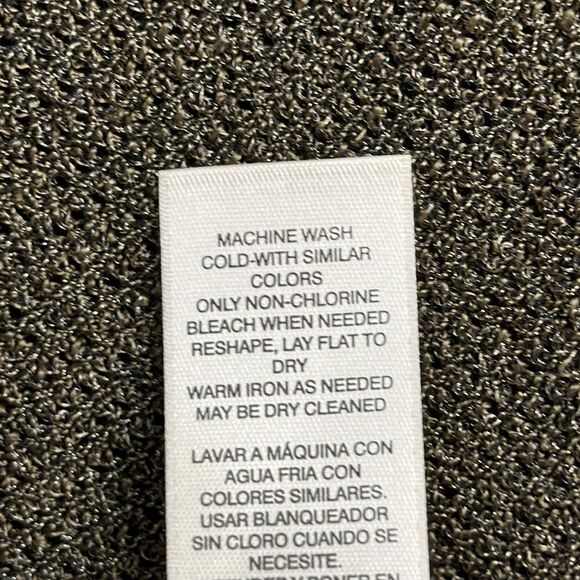 MACHINE WASH
COLD-WITH SIMILAR
COLORS
ONLY NON-CHLORINE
BLEACH WHEN NEEDED
RESHAPE, LAY FLAT TO
DRY
WARM IRON AS NEEDED
MAY BE DRY CLEANED
LAVAR A MÁQUINA CON
AGUA FRIA CON
COLORES SIMILARES.
USAR BLANQUEADOR
SIN CLORO CUANDO SE
NECESITE.
Y PONER EN